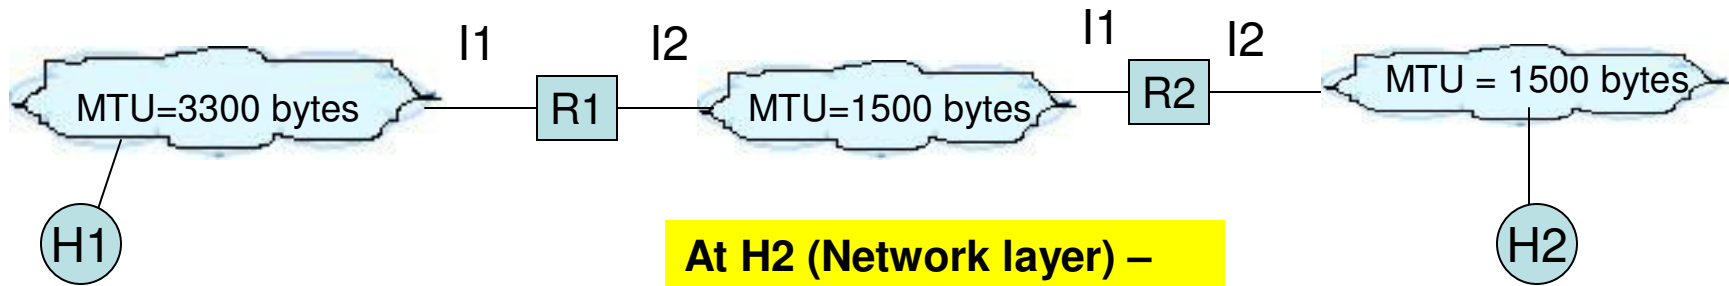 I1
I2
I1
I2
MTU=3300 bytes
R1
MTU=1500 bytes
R2
MTU = 1500 bytes
H1
At H2 (Network layer) –
H2